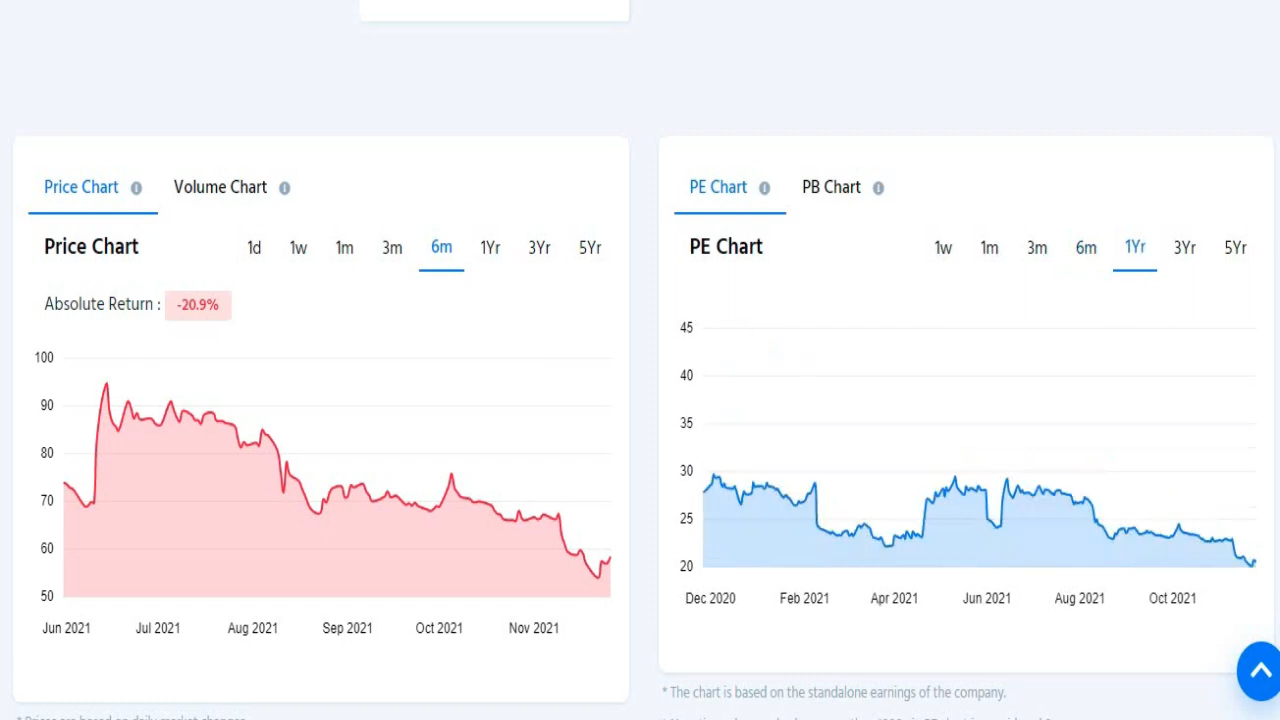 Price Chart Volume Chart
Price Chart 1d 1w 1m 3m 6m 1Yr 3Yr 5Yr
Absolute Return : -20.9%
100
90
80
70
60
50
Jun 2021 Jul 2021 Aug 2021 Sep 2021 Oct 2021 Nov 2021
PE Chart PB Chart
PE Chart 1w 1m 3m 6m 1Yr 3Yr 5Yr
45
40
35
30
25
20
Dec 2020 Feb 2021 Apr 2021 Jun 2021 Aug 2021 Oct 2021
* The chart is based on the standalone earnings of the company.